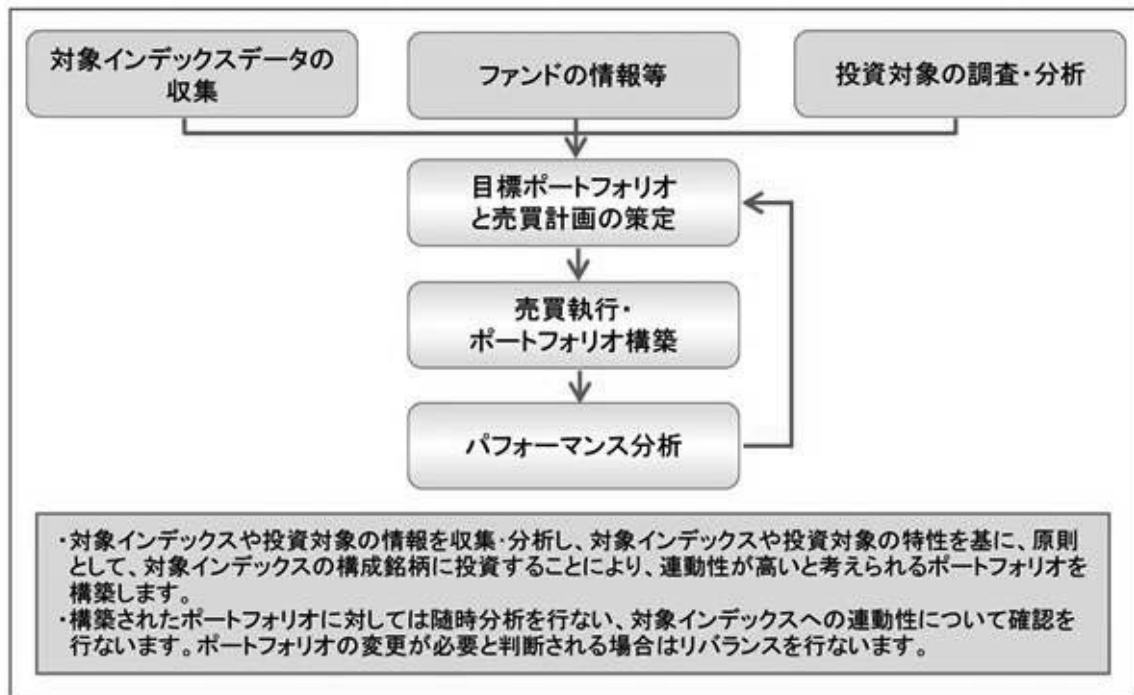 対象インデックスデータの
収集
ファンドの情報等
投資対象の調査・分析
目標ポートフォリオ
と売買計画の策定
売買執行・
ポートフォリオ構築
パフォーマンス分析
・対象インデックスや投資対象の情報を収集・分析し、対象インデックスや投資対象の特性を基に、原則
として、対象インデックスの構成銘柄に投資することにより、連動性が高いと考えられるポートフォリオを
構築します。
・構築されたポートフォリオに対しては随時分析を行ない、対象インデックスへの連動性について確認を
行ないます。ポートフォリオの変更が必要と判断される場合はリバランスを行ないます。